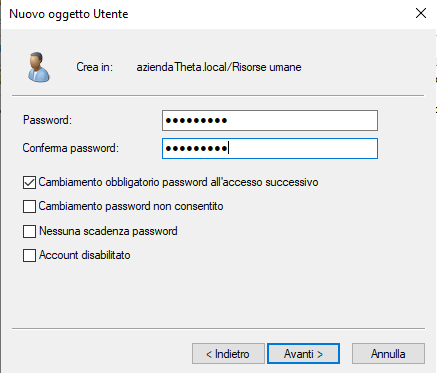 Nuovo oggetto Utente
Crea in: aziendaTheta.local/Risorse umane
Password: ●●●●●●●●●
Conferma password: ●●●●●●●●●
Cambiamento obbligatorio password all'accesso successivo
Cambiamento password non consentito
Nessuna scadenza password
Account disabilitato
< Indietro Avanti > Annulla